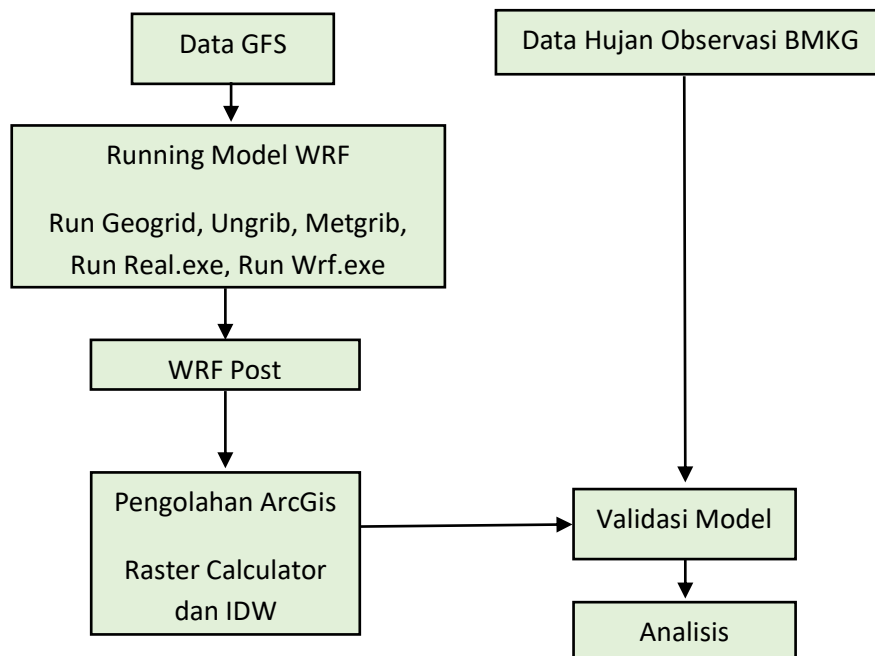 Data GFS
Data Hujan Observasi BMKG
Running Model WRF
Run Geogrid, Ungrib, Metgrib,
Run Real.exe, Run Wrf.exe
WRF Post
Pengolahan ArcGis
Raster Calculator
dan IDW
Validasi Model
Analisis